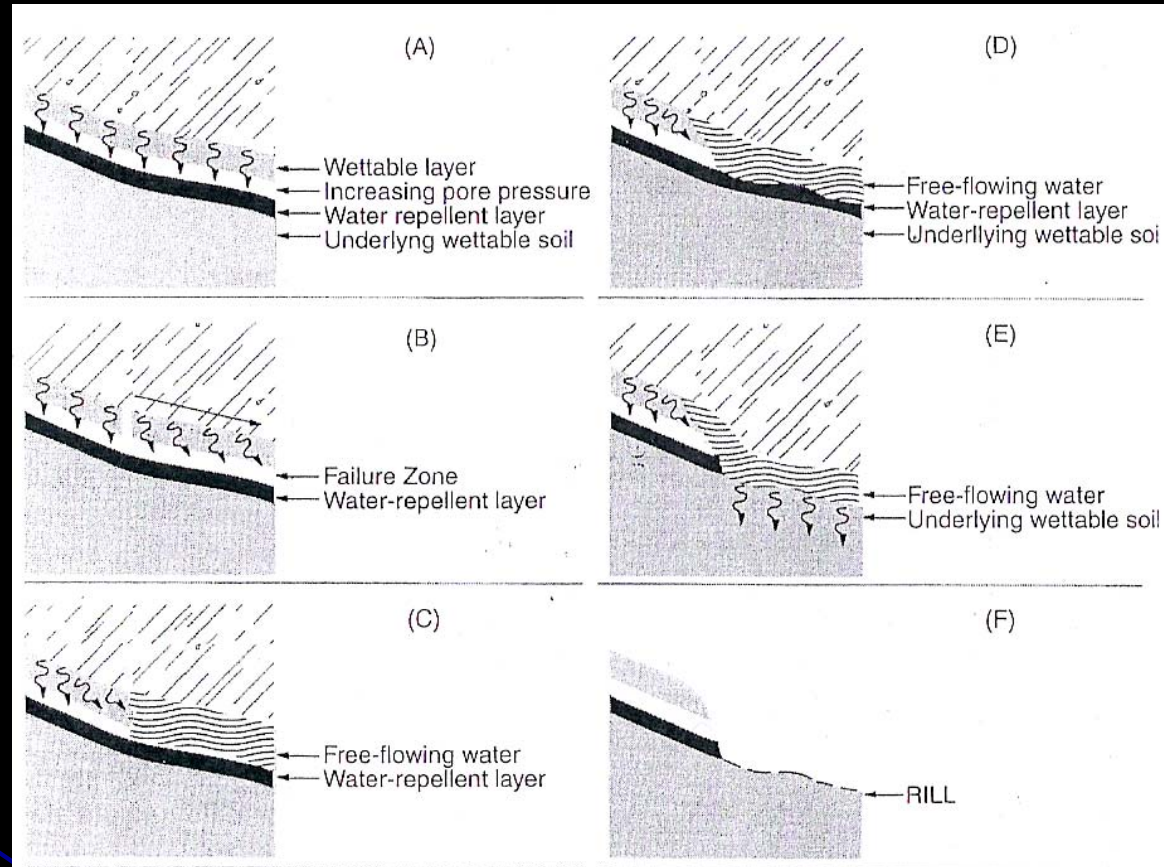 (A)
Wettable layer
Increasing pore pressure
Water repellent layer
Underlyng wettable soil
(B)
Failure Zone
Water-repellent layer
(C)
Free-flowing water
Water-repellent layer
(D)
Free-flowing water
Water-repellent layer
Underllying wettable soi
(E)
Free-flowing water
Underlying wettable soil
(F)
RILL